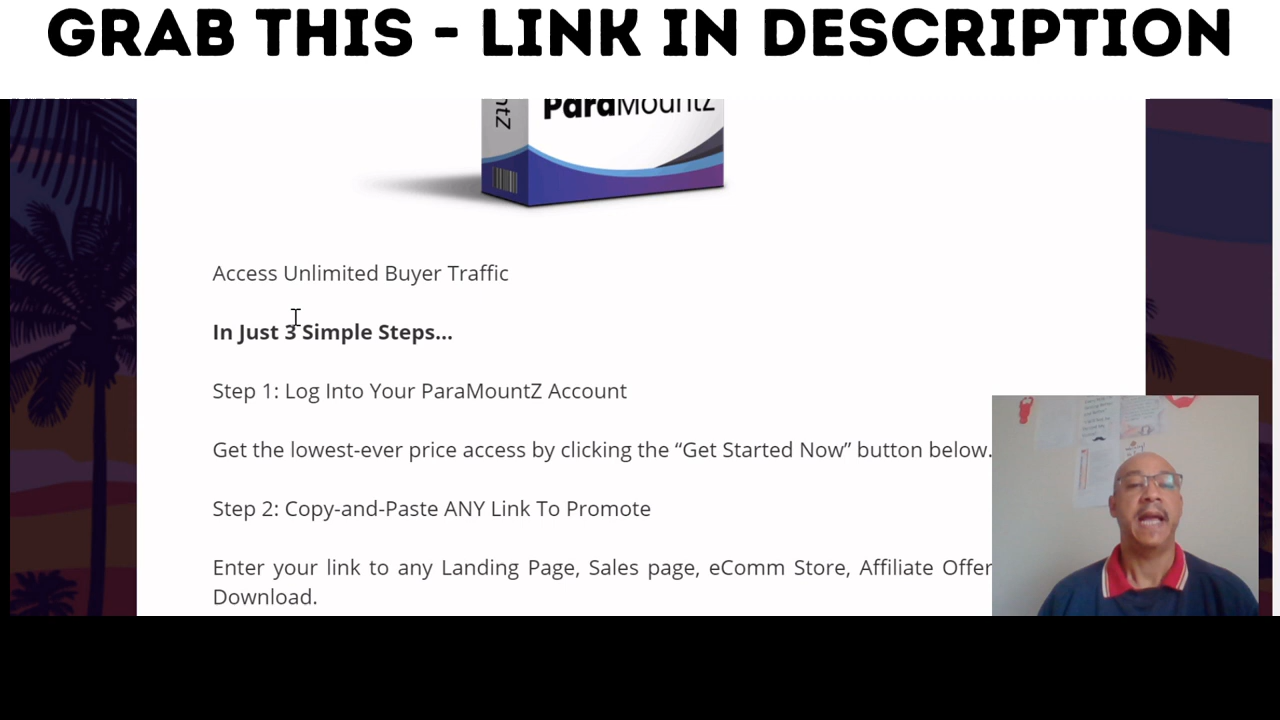 GRAB THIS - LINK IN DESCRIPTION
ntZ
ParaMountZ
Access Unlimited Buyer Traffic
In Just 3 Simple Steps...
Step 1: Log Into Your ParaMountZ Account
Get the lowest-ever price access by clicking the “Get Started Now” button below.
Step 2: Copy-and-Paste ANY Link To Promote
Enter your link to any Landing Page, Sales page, eComm Store, Affiliate Offer
Download.